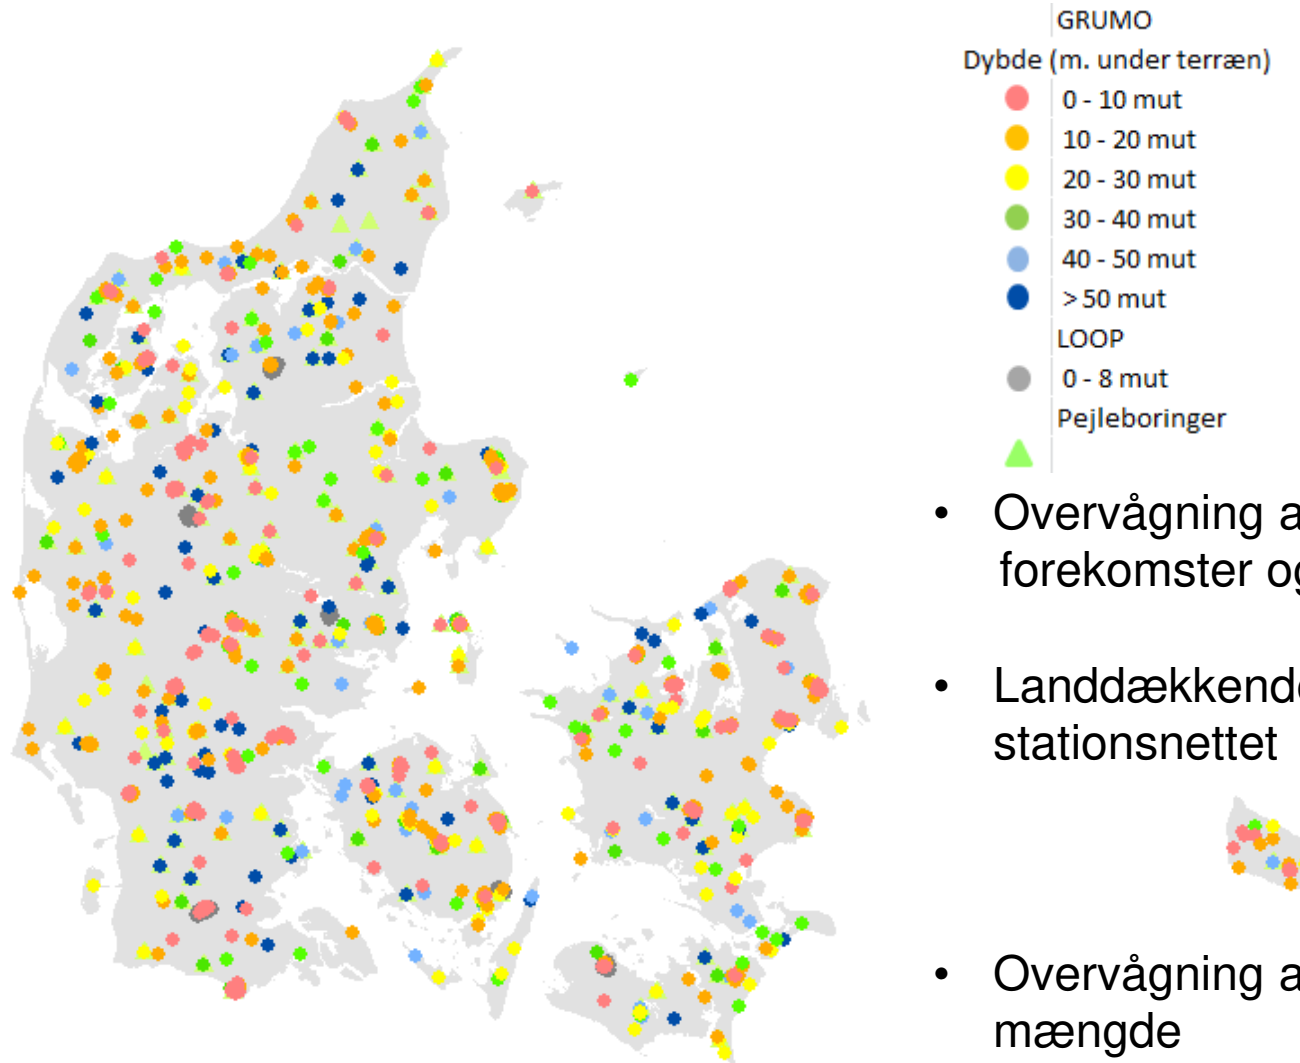 GRUMO
Dybde (m. under terræn)
0 - 10 mut
10 - 20 mut
20 - 30 mut
30 - 40 mut
40 - 50 mut
> 50 mut
LOOP
0 - 8 mut
Pejleboringer
• Overvågning a
forekomster og
• Landdækkende
stationsnettet
• Overvågning a
mængde